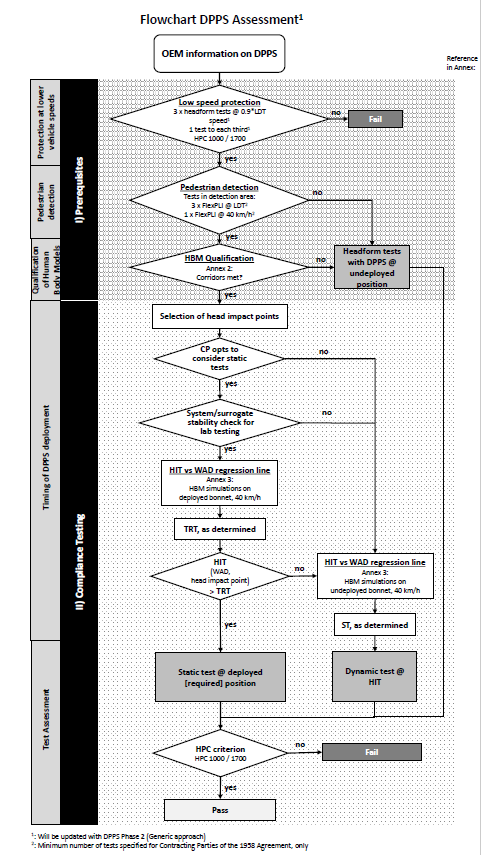 Flowchart DPPS Assessment¹
OEM information on DPPS
Reference
in Annex:
Protection at lower
vehicle speeds
I) Prerequisites
Low speed protection
3 x headform tests @ 0.9*LDT
speed¹
1 test to each third¹
HPC 1000 / 1700
no
Fail
yes
Pedestrian
detection
Pedestrian detection
Tests in detection area:
3 x FlexPLI @ LDT²
1 x FlexPLI @ 40 km/h²
no
yes
Qualification
of Human
Body Models
HBM Qualification
Annex 2:
Corridors met?
no
Headform tests
with DPPS @
undeployed
position
yes
Timing of DPPS deployment
II) Compliance Testing
Selection of head impact points
CP opts to
consider static
tests
no
yes
System/surrogate
stability check for
lab testing
no
yes
HIT vs WAD regression line
Annex 3:
HBM simulations on
deployed bonnet, 40 km/h
TRT, as determined
HIT
(WAD,
head impact point)
> TRT
no
HIT vs WAD regression line
Annex 3:
HBM simulations on
undeployed bonnet, 40 km/h
yes
ST, as determined
Test Assessment
Static test @ deployed
[required] position
Dynamic test @
HIT
HPC criterion
HPC 1000 / 1700
no
Fail
yes
Pass
¹: Will be updated with DPPS Phase 2 (Generic approach)
²: Minimum number of tests specified for Contracting Parties of the 1958 Agreement, only